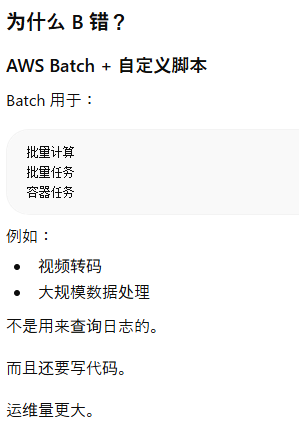 为什么 B 错？
AWS Batch + 自定义脚本
Batch 用于：
批量计算
批量任务
容器任务
例如：
• 视频转码
• 大规模数据处理
不是用来查询日志的。
而且还要写代码。
运维量更大。